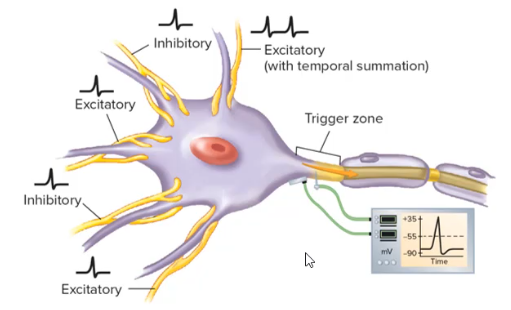 Inhibitory
Excitatory
(with temporal summation)
Excitatory
Trigger zone
Inhibitory
Excitatory
+35
-55
mV
-90
Time